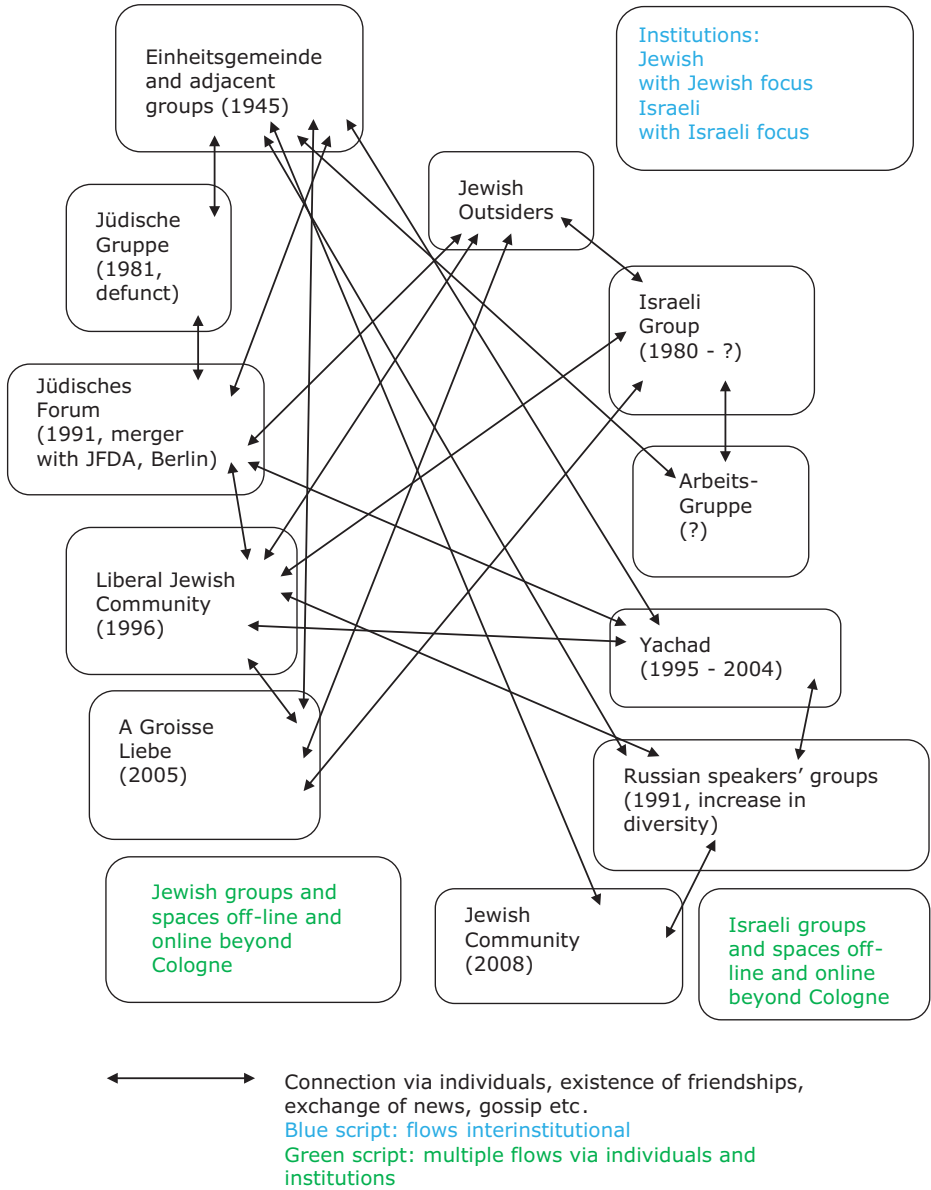 Einheitsgemeinde
and adjacent
groups (1945)
Institutions:
Jewish
with Jewish focus
Israeli
with Israeli focus
Jewish
Outsiders
Jüdische
Gruppe
(1981,
defunct)
Israeli
Group
(1980 - ?)
Jüdisches
Forum
(1991, merger
with JFDA, Berlin)
Arbeits-
Gruppe
(?)
Liberal Jewish
Community
(1996)
Yachad
(1995 - 2004)
A Groisse
Liebe
(2005)
Russian speakers’ groups
(1991, increase in
diversity)
Jewish groups and
spaces off-line and
online beyond
Cologne
Jewish
Community
(2008)
Israeli groups
and spaces off-
line and online
beyond Cologne
Connection via individuals, existence of friendships,
exchange of news, gossip etc.
Blue script: flows interinstitutional
Green script: multiple flows via individuals and
institutions